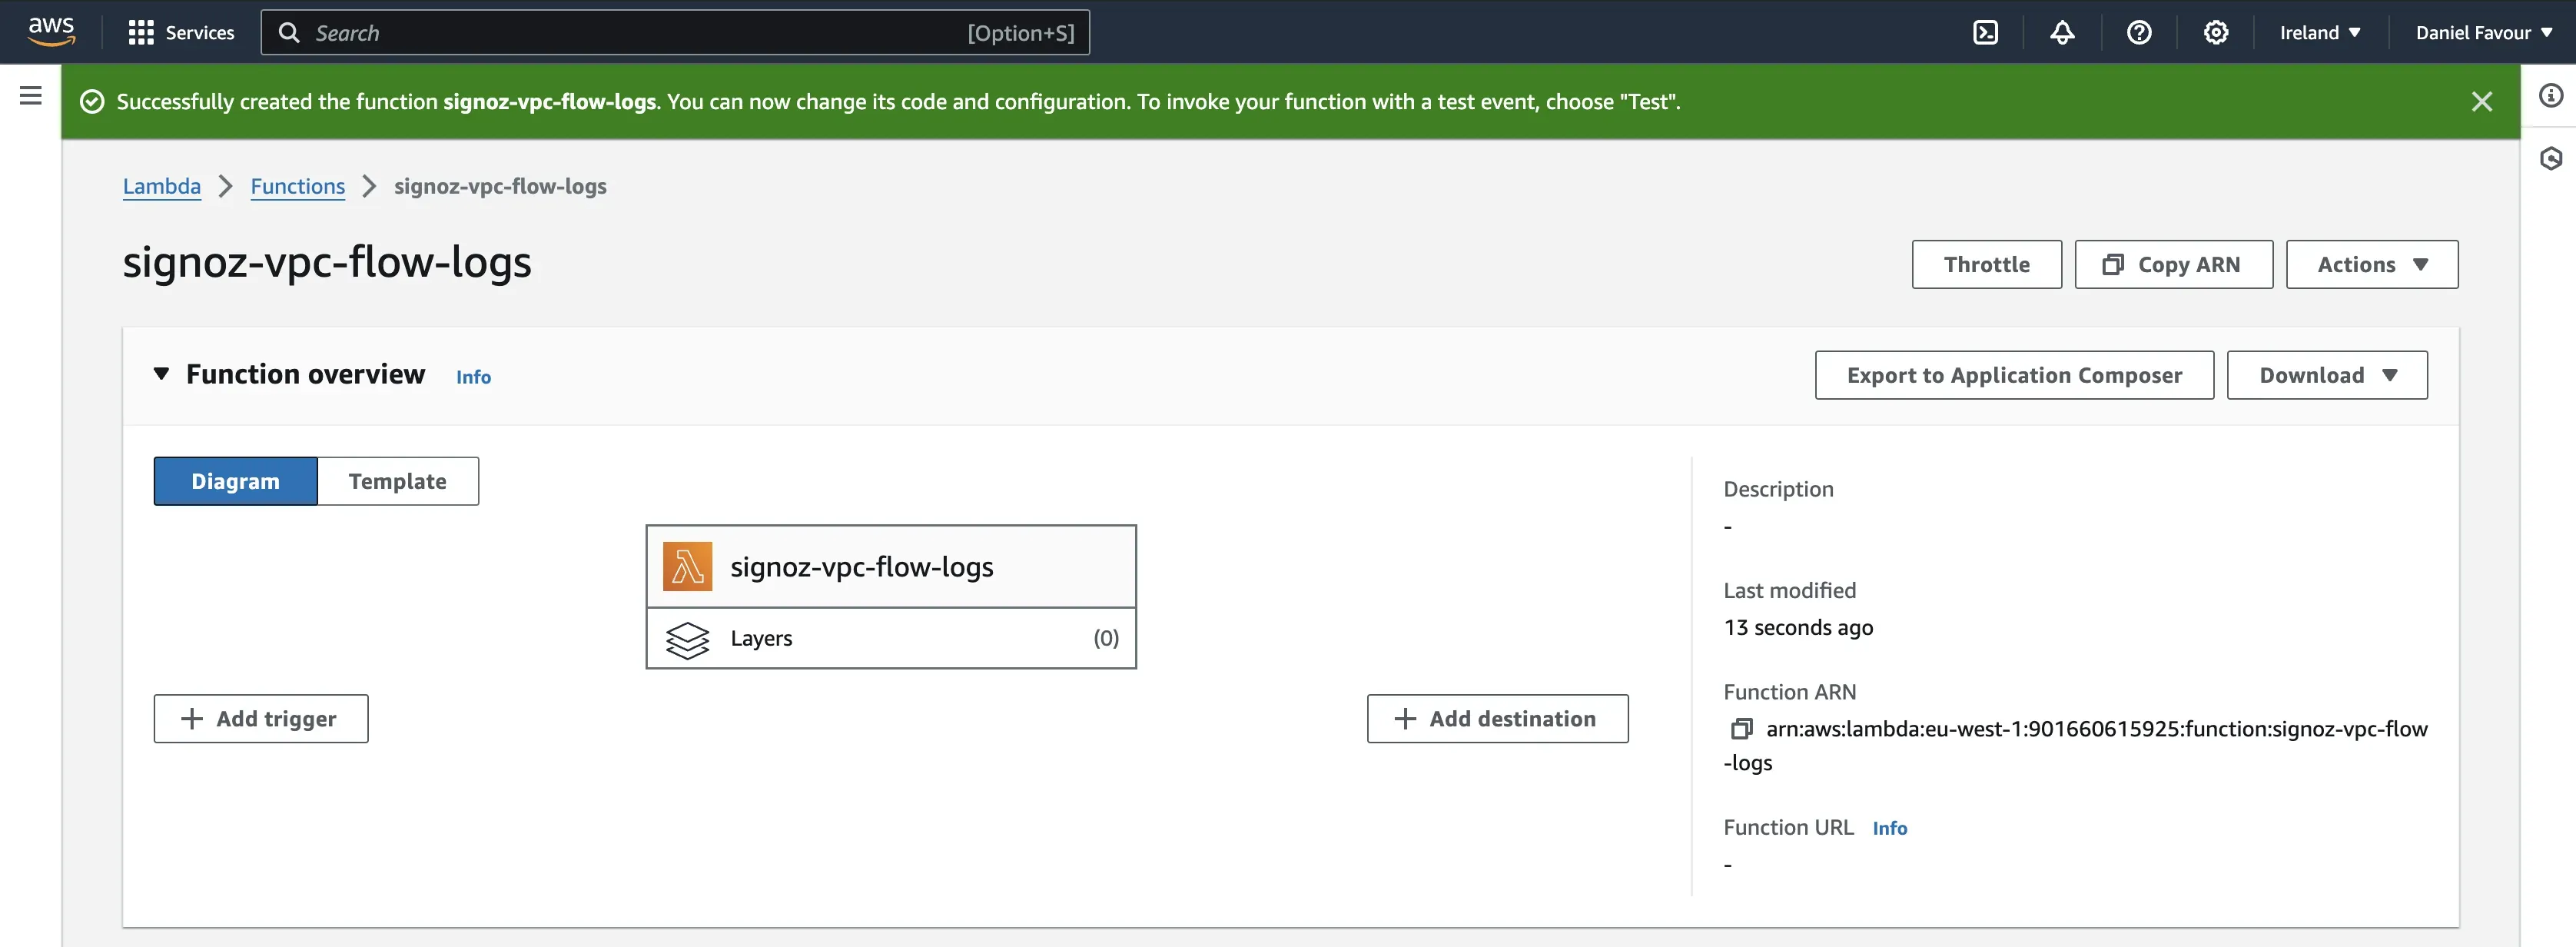 aws Services Search [Option+S] Ireland Daniel Favour
Successfully created the function signoz-vpc-flow-logs. You can now change its code and configuration. To invoke your function with a test event, choose "Test".
Lambda Functions signoz-vpc-flow-logs
signoz-vpc-flow-logs
Throttle Copy ARN Actions
Function overview Info
Export to Application Composer Download
Diagram Template
signoz-vpc-flow-logs
Layers (0)
Add trigger
Add destination
Description
-
Last modified
13 seconds ago
Function ARN
arn:aws:lambda:eu-west-1:901660615925:function:signoz-vpc-flow
-logs
Function URL Info
-